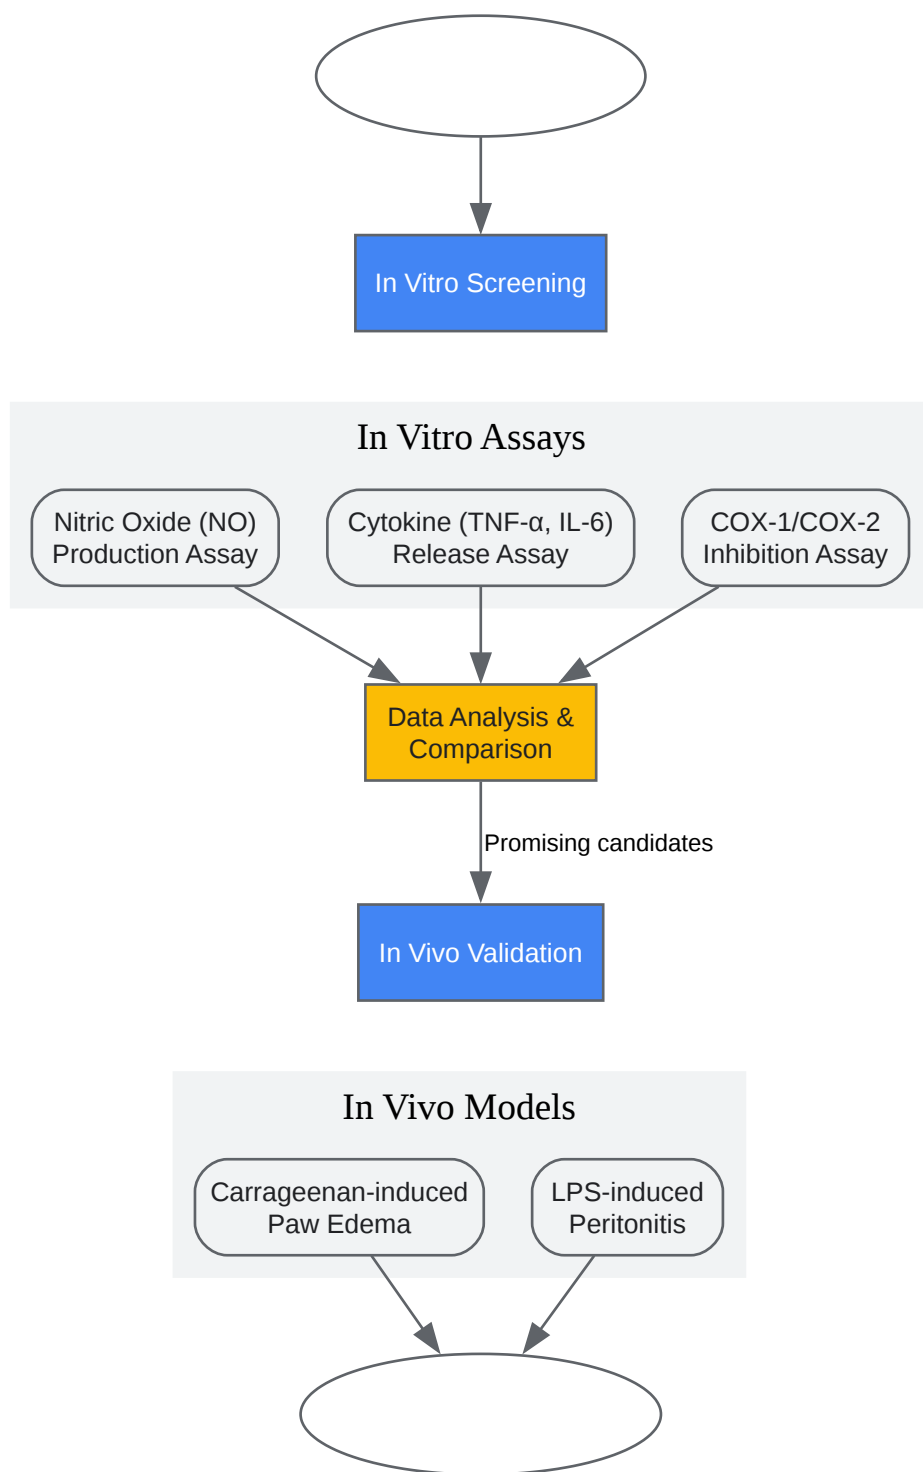 In Vitro Screening
In Vitro Assays
Nitric Oxide (NO)
Production Assay
Cytokine (TNF-α, IL-6)
Release Assay
COX-1/COX-2
Inhibition Assay
Data Analysis &
Comparison
Promising candidates
In Vivo Validation
In Vivo Models
Carrageenan-induced
Paw Edema
LPS-induced
Peritonitis